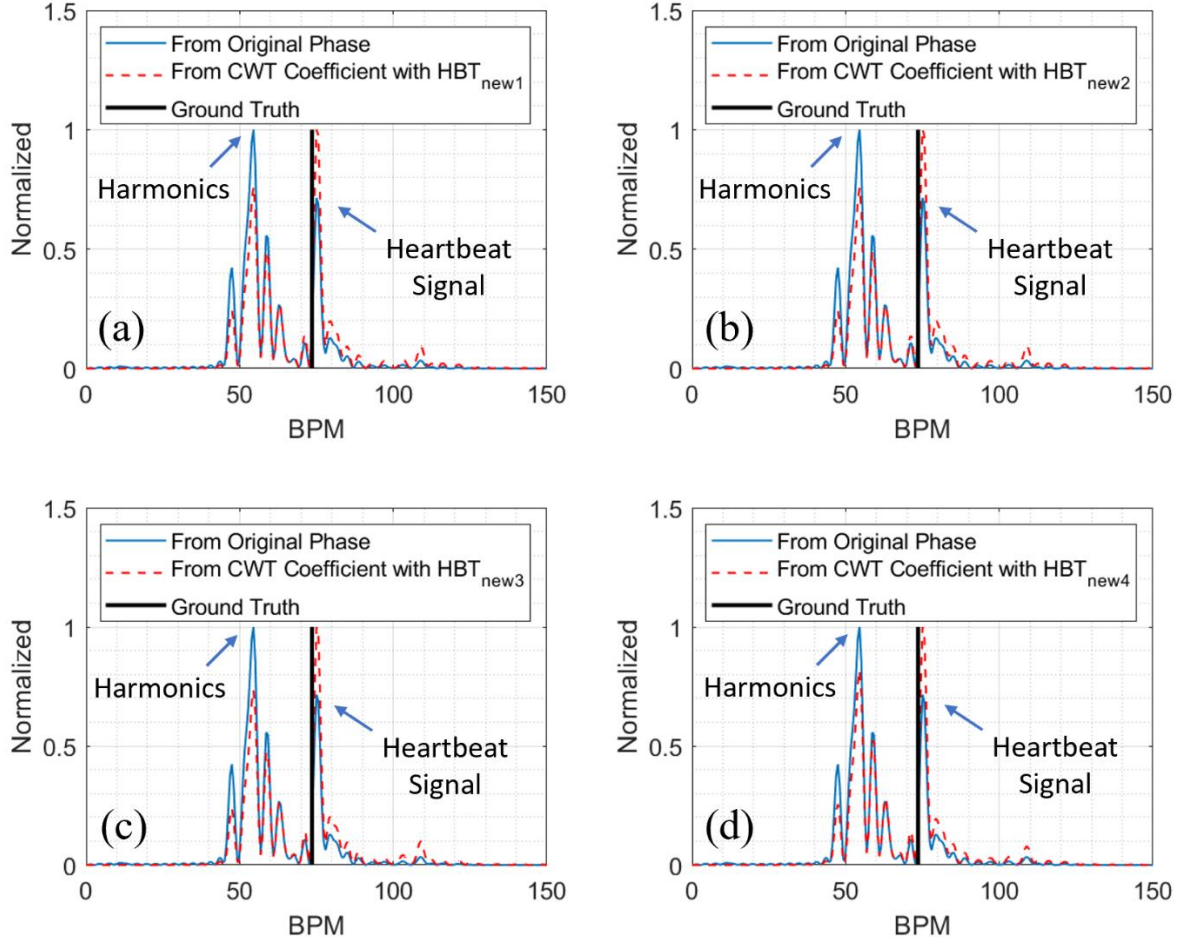 1.5
From Original Phase
From CWT Coefficient with HBT_new1
Ground Truth
1
Harmonics
Normalized
0.5
Heartbeat
Signal
(a)
0
0 50 100 150
BPM
1.5
From Original Phase
From CWT Coefficient with HBT_new2
Ground Truth
1
Harmonics
Normalized
0.5
Heartbeat
Signal
(b)
0
0 50 100 150
BPM
1.5
From Original Phase
From CWT Coefficient with HBT_new3
Ground Truth
1
Harmonics
Normalized
0.5
Heartbeat
Signal
(c)
0
0 50 100 150
BPM
1.5
From Original Phase
From CWT Coefficient with HBT_new4
Ground Truth
1
Harmonics
Normalized
0.5
Heartbeat
Signal
(d)
0
0 50 100 150
BPM